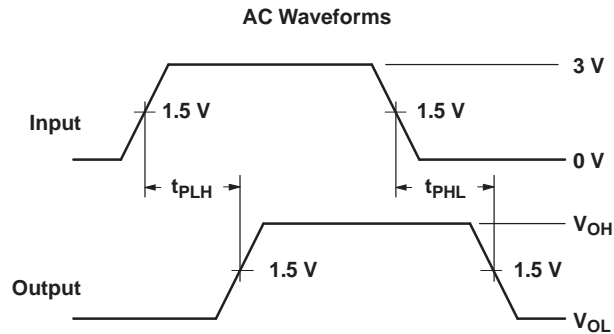 AC Waveforms
3 V
Input
1.5 V
1.5 V
0 V
tPLH
tPHL
VOH
Output
1.5 V
1.5 V
VOL